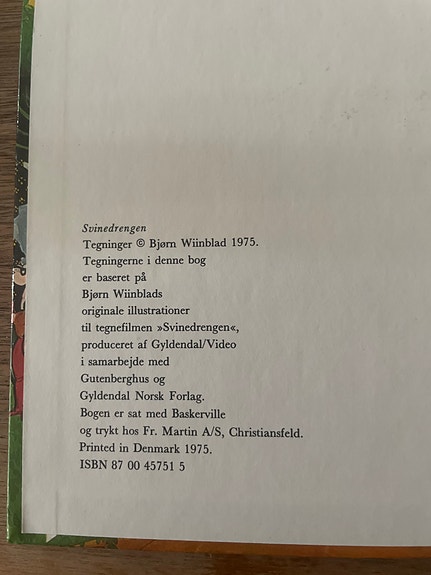 Svinedrengen
Tegninger © Bjørn Wiinblad 1975.
Tegningerne i denne bog
er baseret på
Bjørn Wiinblads
originale illustrationer
til tegnefilmen »Svinedrengen«,
produceret af Gyldendal/Video
i samarbejde med
Gutenberghus og
Gyldendal Norsk Forlag.
Bogen er sat med Baskerville
og trykt hos Fr. Martin A/S, Christiansfeld.
Printed in Denmark 1975.
ISBN 87 00 45751 5